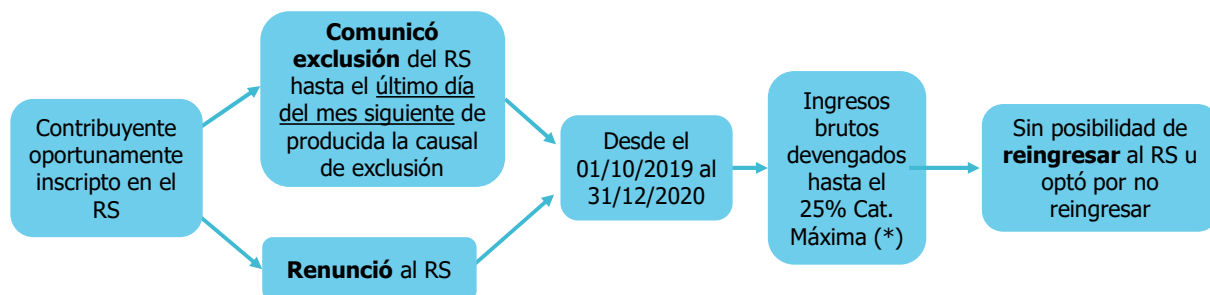 Contribuyente
oportunamente
inscripto en el
RS
Comunicó
exclusión del RS
hasta el último día
del mes siguiente de
producida la causal
de exclusión
Renunció al RS
Desde el
01/10/2019 al
31/12/2020
Ingresos
brutos
devengados
hasta el
25% Cat.
Máxima (*)
Sin posibilidad de
reingresar al RS u
optó por no
reingresar